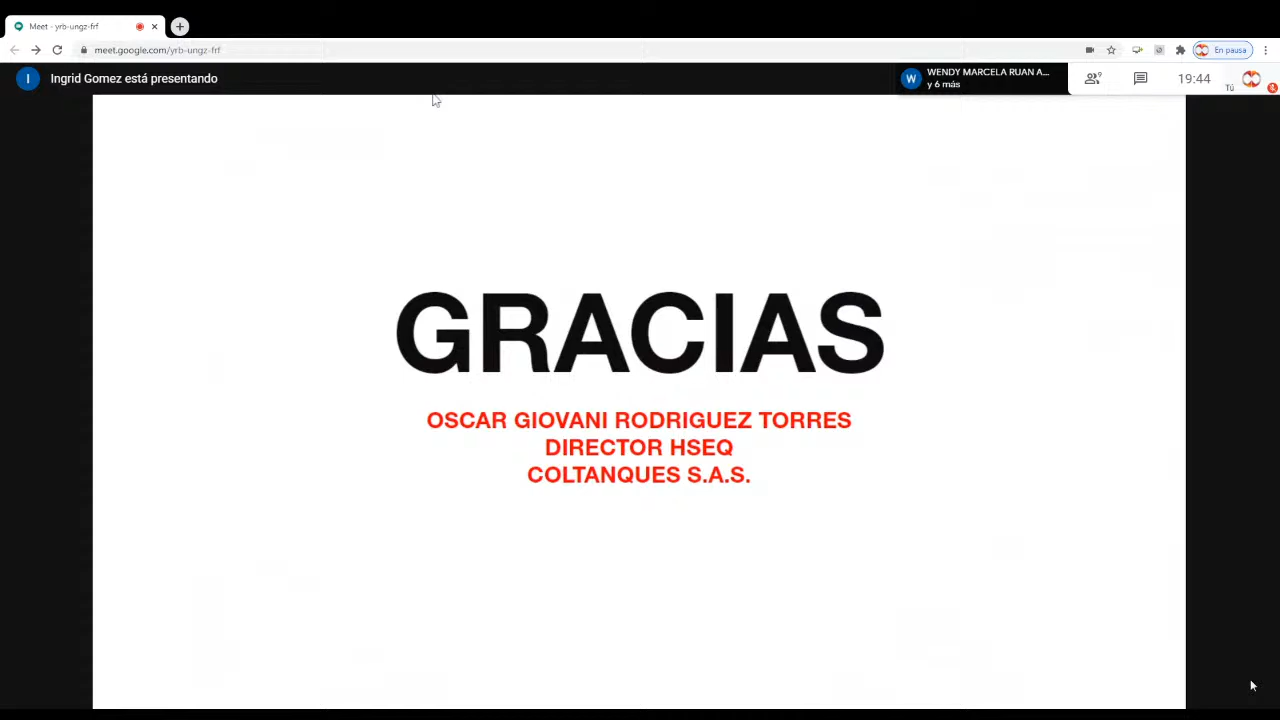 Meet - yrb-ungz-frf
meet.google.com/yrb-ungz-frf
En pausa
I
Ingrid Gomez está presentando
W
WENDY MARCELA RUAN A...
y 6 más
9
19:44
Tú
GRACIAS
OSCAR GIOVANI RODRIGUEZ TORRES
DIRECTOR HSEQ
COLTANQUES S.A.S.